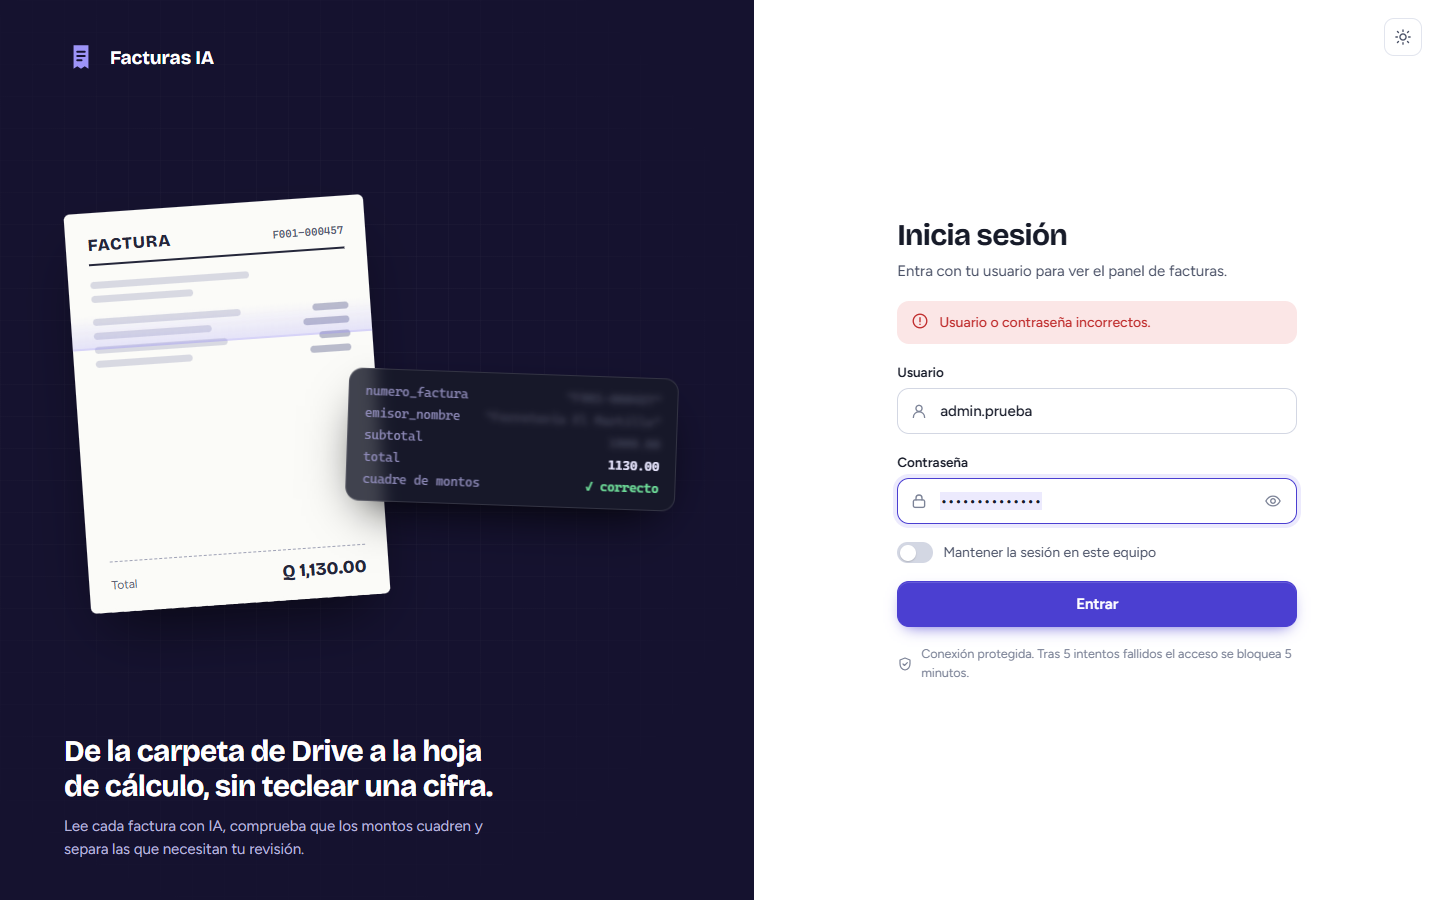 Facturas IA
FACTURA
F001-000457
numero_factura
emisor_nombre
subtotal
total 1130.00
cuadre de montos ✓ correcto
Total Q 1,130.00
De la carpeta de Drive a la hoja
de cálculo, sin teclear una cifra.
Lee cada factura con IA, comprueba que los montos cuadren y
separa las que necesitan tu revisión.
Inicia sesión
Entra con tu usuario para ver el panel de facturas.
Usuario o contraseña incorrectos.
Usuario
admin.prueba
Contraseña
••••••••••••••
Mantener la sesión en este equipo
Entrar
Conexión protegida. Tras 5 intentos fallidos el acceso se bloquea 5
minutos.